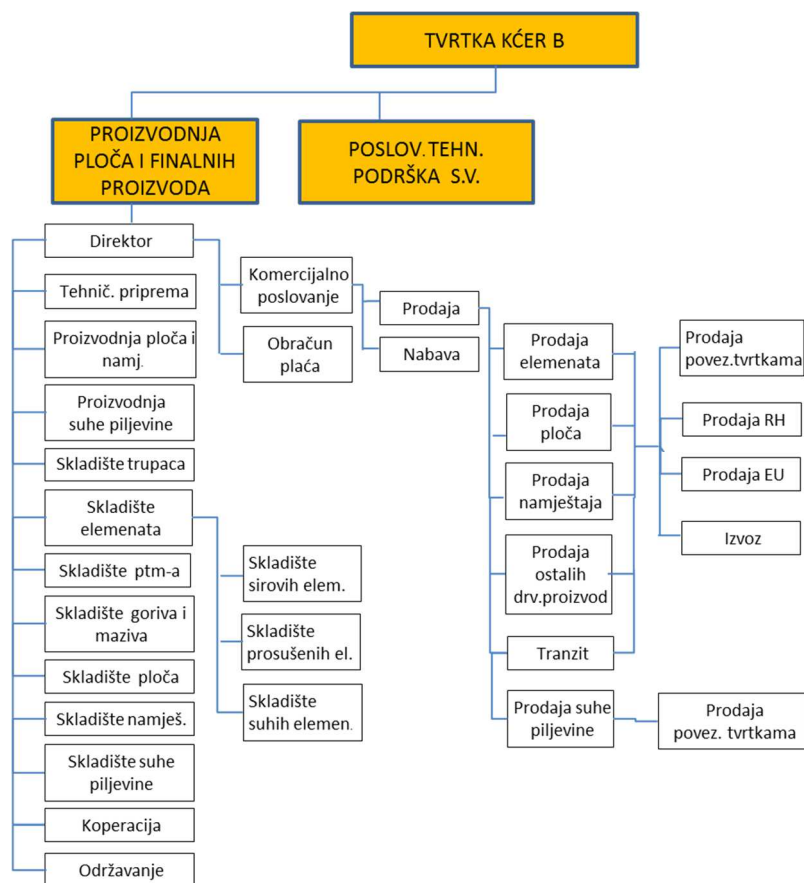 TVRTKA KĆER B
PROIZVODNJA
PLOČA I FINALNIH
PROIZVODA
POSLOV. TEHN.
PODRŠKA S.V.
Direktor
Tehnič. priprema
Proizvodnja ploča i
namj.
Proizvodnja
suhe piljevine
Skladište trupaca
Skladište
elemenata
Skladište ptm-a
Skladište goriva i
maziva
Skladište ploča
Skladište namješ.
Skladište suhe
piljevine
Koperacija
Održavanje
Komercijalno
poslovanje
Obračun
plaća
Skladište
sirovih elem.
Skladište
prosušenih el.
Skladište
suhih elemen.
Prodaja
Nabava
Prodaja
elemenata
Prodaja
ploča
Prodaja
namještaja
Prodaja
ostalih
drv.proizvod
Tranzit
Prodaja suhe
piljevine
Prodaja
povez.tvrtkama
Prodaja RH
Prodaja EU
Izvoz
Prodaja
povez. tvrtkama